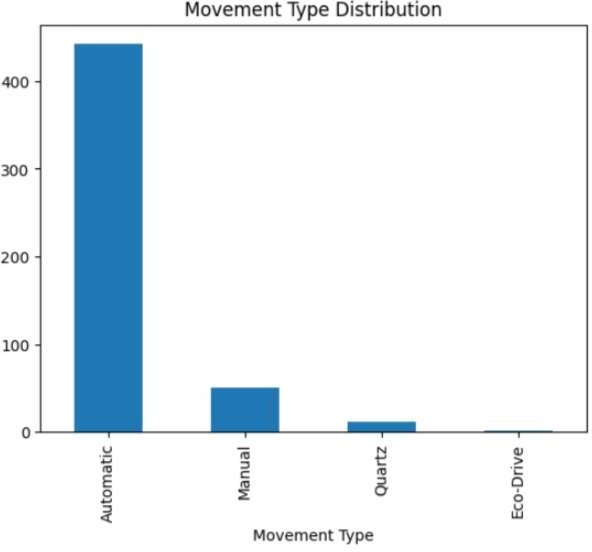 Movement Type Distribution
400
300
200
100
0
Automatic
Manual
Quartz
Eco-Drive
Movement Type